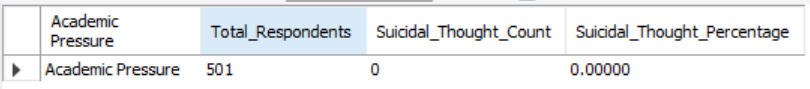 Academic
Pressure Total_Respondents Suicidal_Thought_Count Suicidal_Thought_Percentage
Academic Pressure 501 0 0.00000